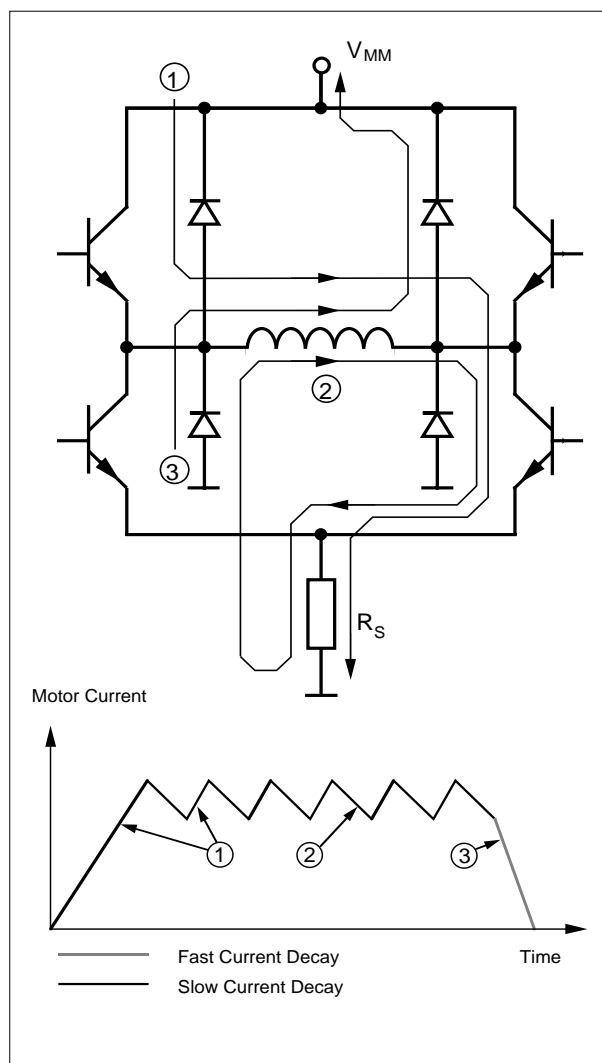 1
V_MM
3
2
R_S
Motor Current
1
2
3
Fast Current Decay
Time
Slow Current Decay